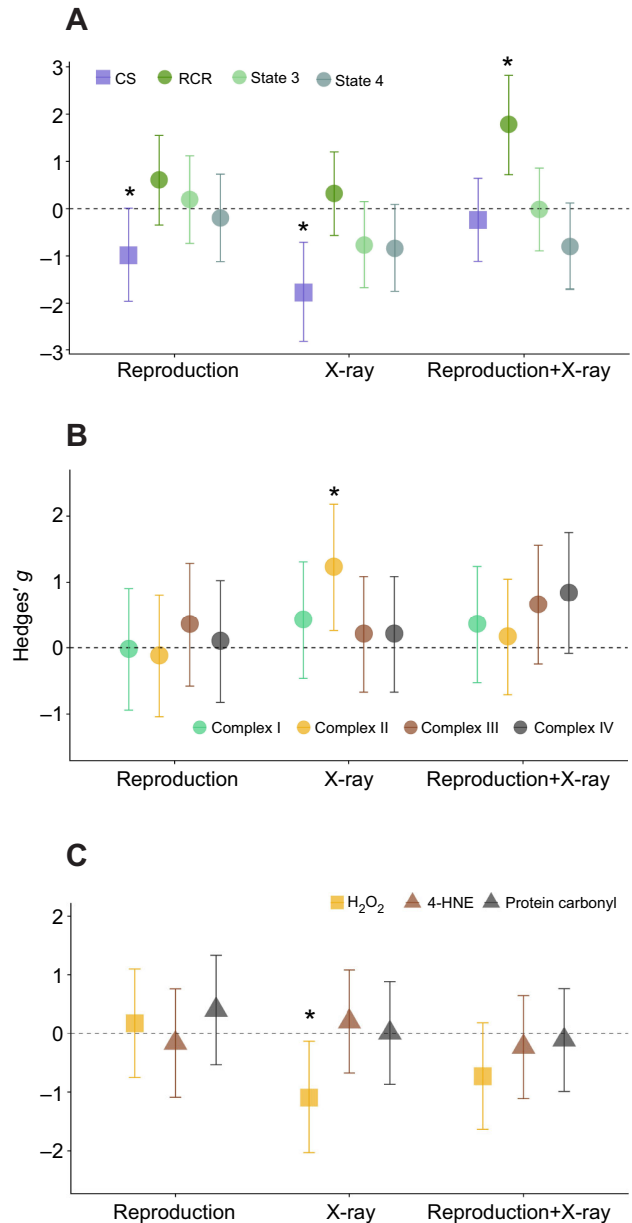 A
3
CS RCR State 3 State 4
*
2
1
0
*
*
–1
–2
–3
Reproduction X-ray Reproduction+X-ray
B
*
2
1
Hedges' g
0
–1
Complex I Complex II Complex III Complex IV
Reproduction X-ray Reproduction+X-ray
C
H2O2 4-HNE Protein carbonyl
2
1
*
0
–1
–2
Reproduction X-ray Reproduction+X-ray